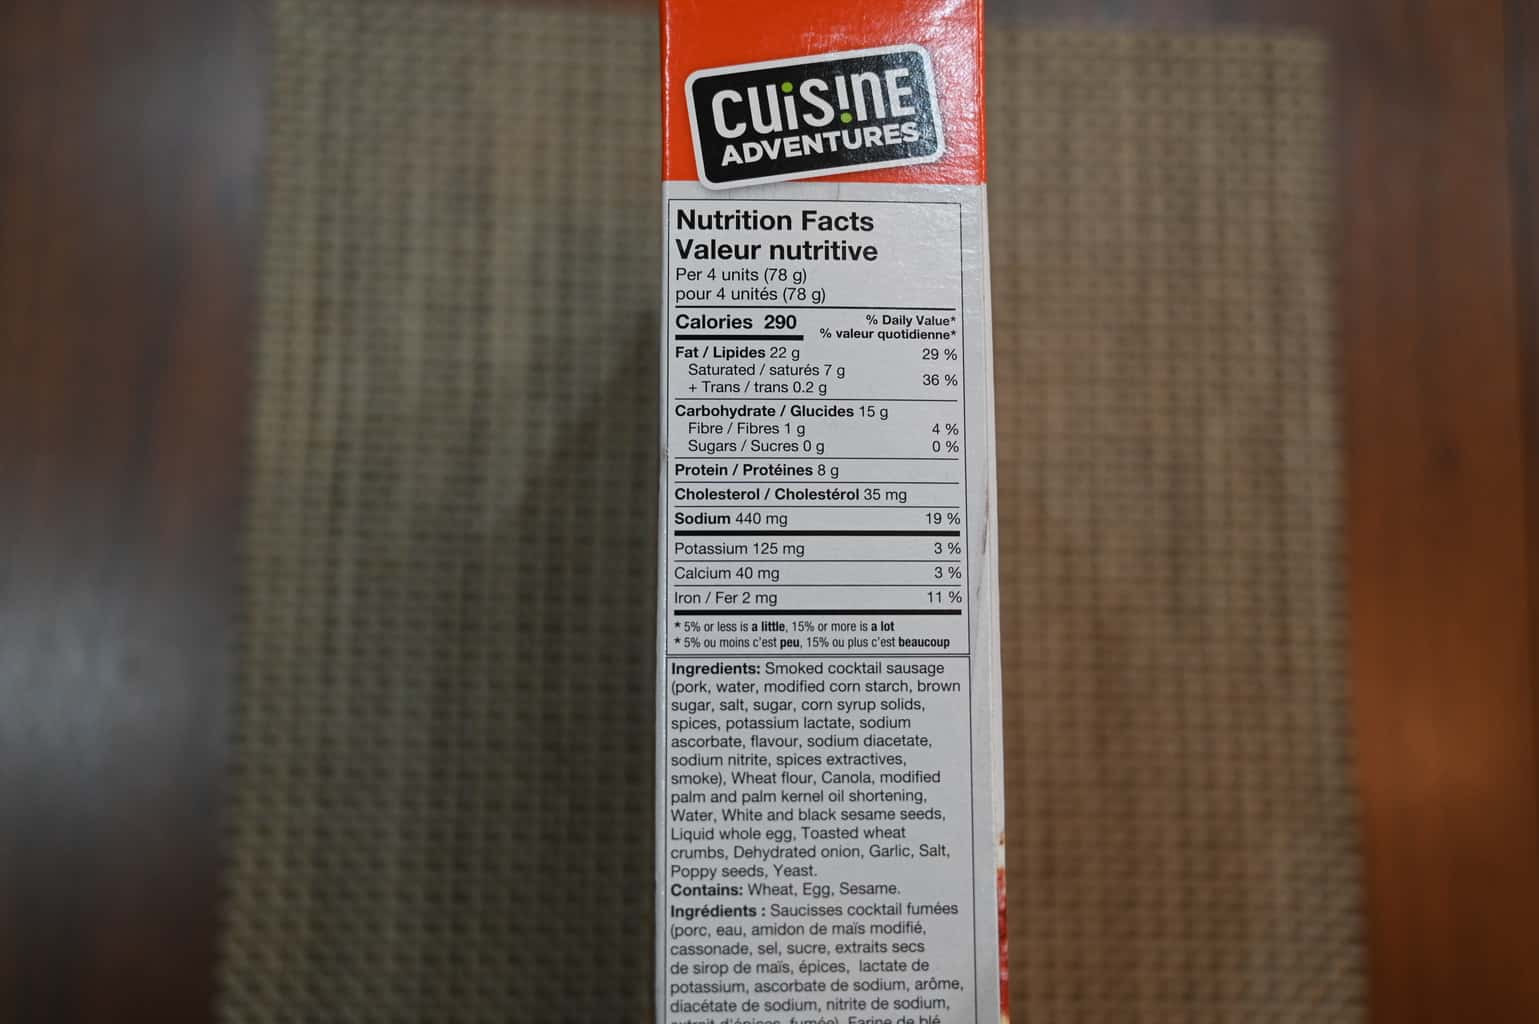 CUiS!NE
ADVENTURES
Nutrition Facts
Valeur nutritive
Per 4 units (78 g)
pour 4 unités (78 g)
Calories 290 % Daily Value*
% valeur quotidienne*
Fat / Lipides 22 g 29 %
Saturated / saturés 7 g
+ Trans / trans 0.2 g 36 %
Carbohydrate / Glucides 15 g
Fibre / Fibres 1 g 4 %
Sugars / Sucres 0 g 0 %
Protein / Protéines 8 g
Cholesterol / Cholestérol 35 mg
Sodium 440 mg 19 %
Potassium 125 mg 3 %
Calcium 40 mg 3 %
Iron / Fer 2 mg 11 %
* 5% or less is a little, 15% or more is a lot
* 5% ou moins c'est peu, 15% ou plus c'est beaucoup
Ingredients: Smoked cocktail sausage
(pork, water, modified corn starch, brown
sugar, salt, sugar, corn syrup solids,
spices, potassium lactate, sodium
ascorbate, flavour, sodium diacetate,
sodium nitrite, spices extractives,
smoke), Wheat flour, Canola, modified
palm and palm kernel oil shortening,
Water, White and black sesame seeds,
Liquid whole egg, Toasted wheat
crumbs, Dehydrated onion, Garlic, Salt,
Poppy seeds, Yeast.
Contains: Wheat, Egg, Sesame.
Ingrédients : Saucisses cocktail fumées
(porc, eau, amidon de maïs modifié,
cassonade, sel, sucre, extraits secs
de sirop de maïs, épices, lactate de
potassium, ascorbate de sodium, arôme,
diacétate de sodium, nitrite de sodium,
extrait d'épices, fumée), Farine de blé